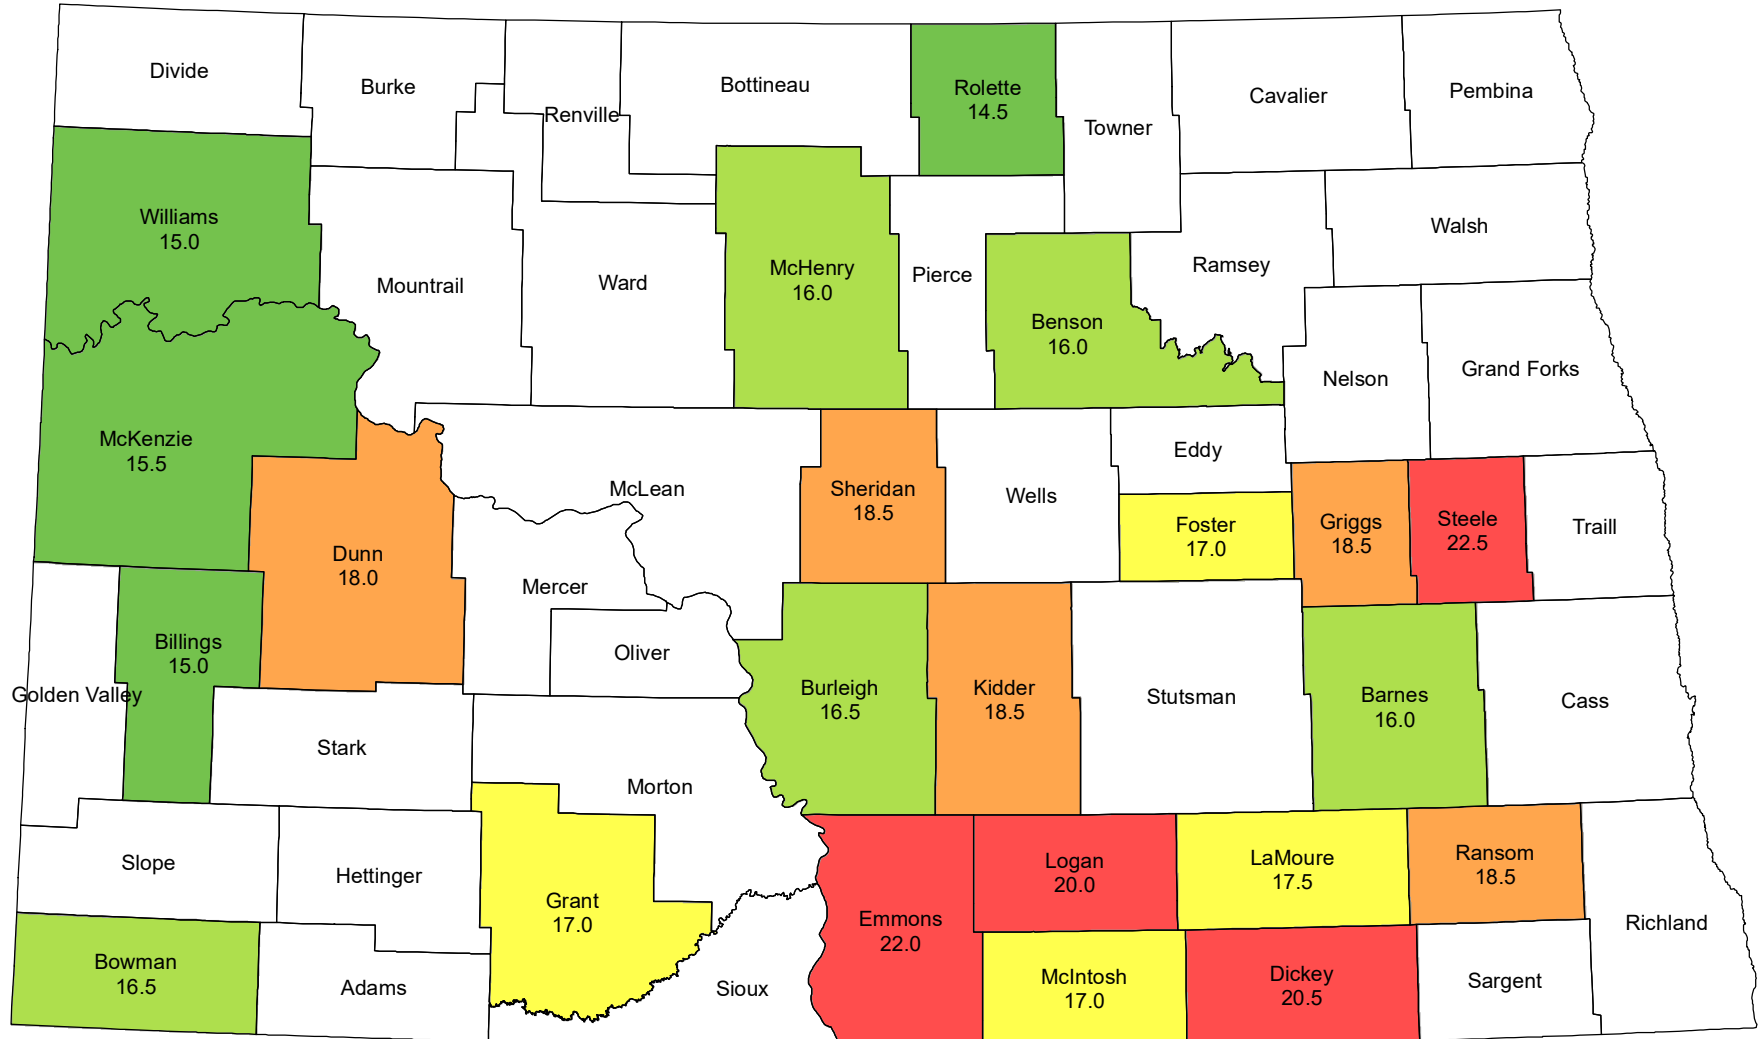 Divide
Burke
Renville
Bottineau
Rolette
14.5
Towner
Cavalier
Pembina
Williams
15.0
Mountrail
Ward
McHenry
16.0
Pierce
Benson
16.0
Ramsey
Walsh
Nelson
Grand Forks
McKenzie
15.5
Dunn
18.0
McLean
Sheridan
18.5
Wells
Eddy
Foster
17.0
Griggs
18.5
Steele
22.5
Traill
Mercer
Oliver
Billings
15.0
Golden Valley
Stark
Burleigh
16.5
Kidder
18.5
Stutsman
Barnes
16.0
Cass
Morton
Slope
Hettinger
Grant
17.0
Emmons
22.0
Logan
20.0
LaMoure
17.5
Ransom
18.5
Richland
Bowman
16.5
Adams
Sioux
McIntosh
17.0
Dickey
20.5
Sargent